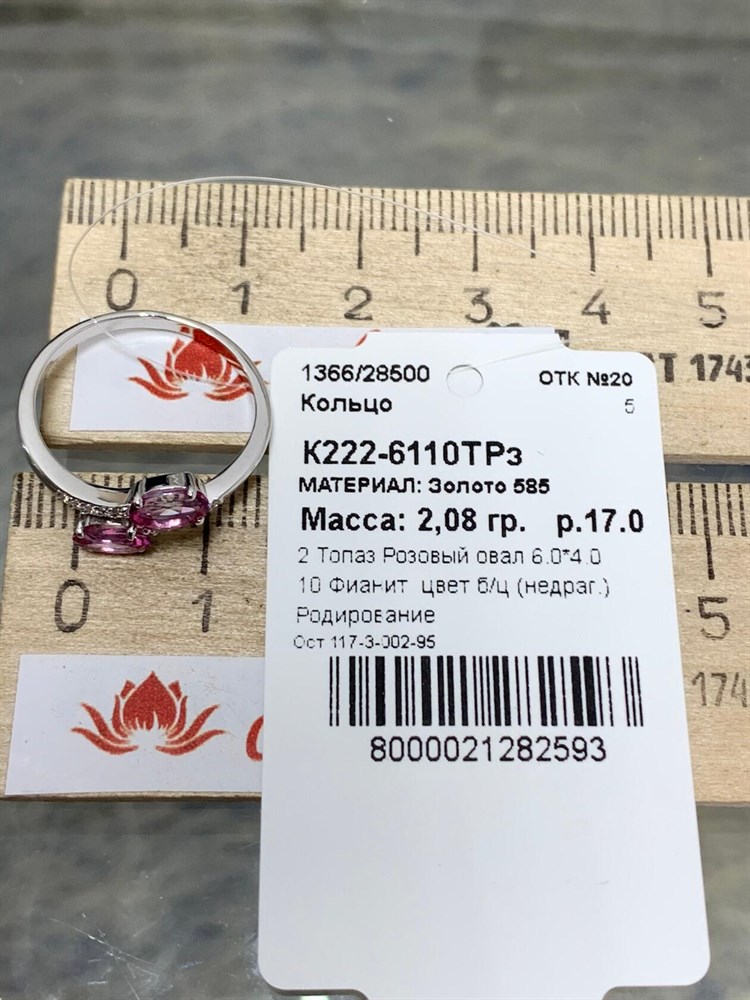 0 1 2 3 4 5
Т 1743
1366/28500 ОТК №20
Кольцо 5
К222-6110ТРз
МАТЕРИАЛ: Золото 585
Масса: 2,08 гр. р.17.0
2 Топаз Розовый овал 6.0*4.0
10 Фианит цвет б/ц (недраг.)
Родирование
Ост 117-3-002-95
8000021282593
0 1 5
174